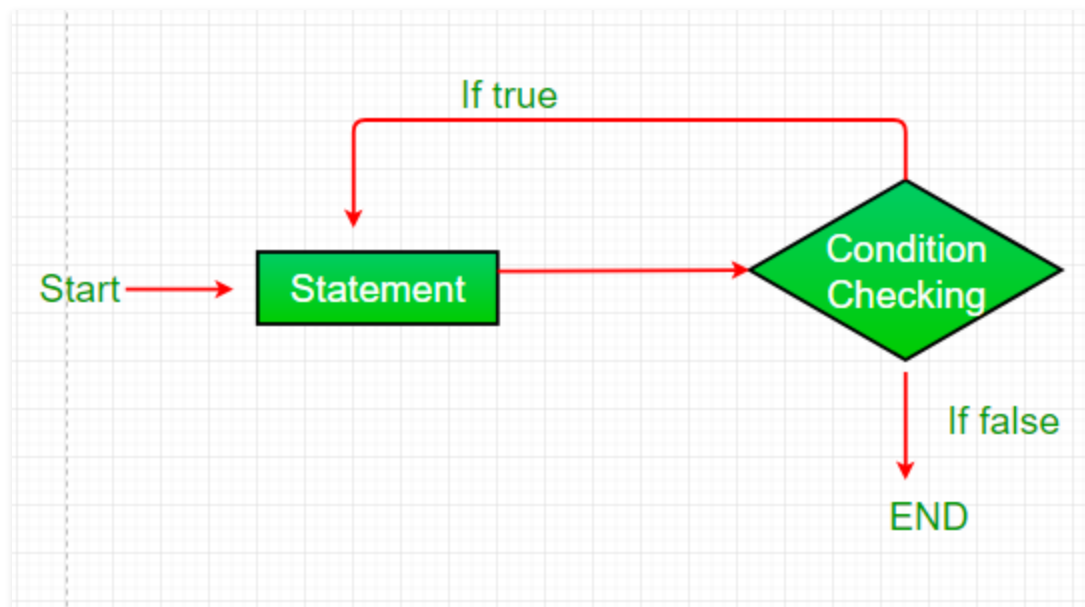 If true
Start
Statement
Condition
Checking
If false
END